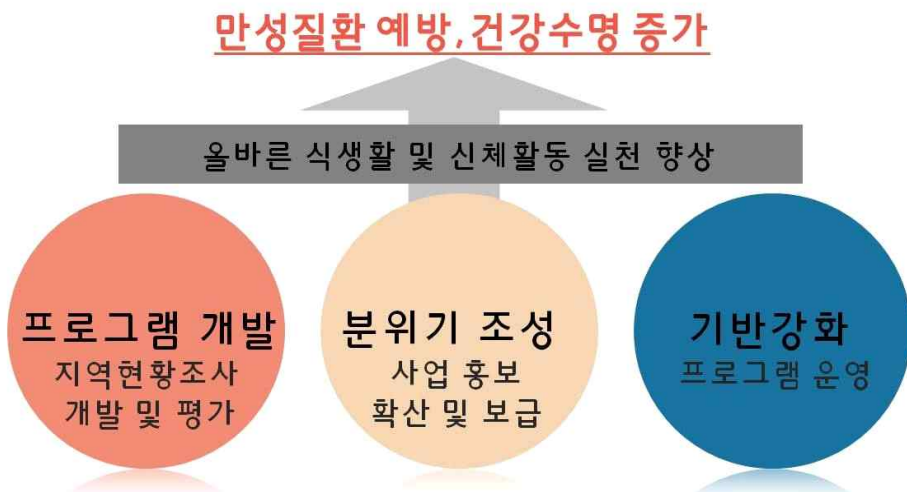 만성질환 예방,건강수명 증가
올바른 식생활 및 신체활동 실천 향상
프로그램 개발
지역현황조사
개발 및 평가
분위기 조성
사업 홍보
확산 및 보급
기반강화
프로그램 운영